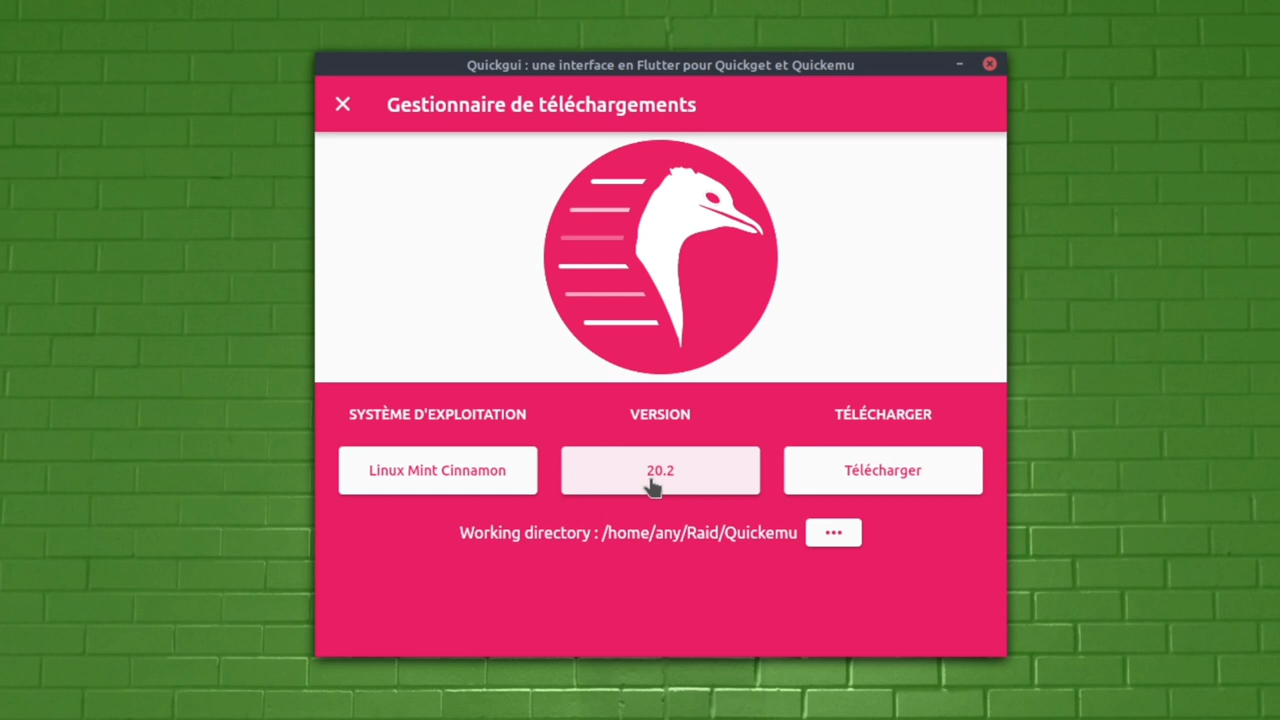 Quickgui : une interface en Flutter pour Quickget et Quickemu
Gestionnaire de téléchargements
SYSTÈME D'EXPLOITATION VERSION TÉLÉCHARGER
Linux Mint Cinnamon 20.2 Télécharger
Working directory : /home/any/Raid/Quickemu